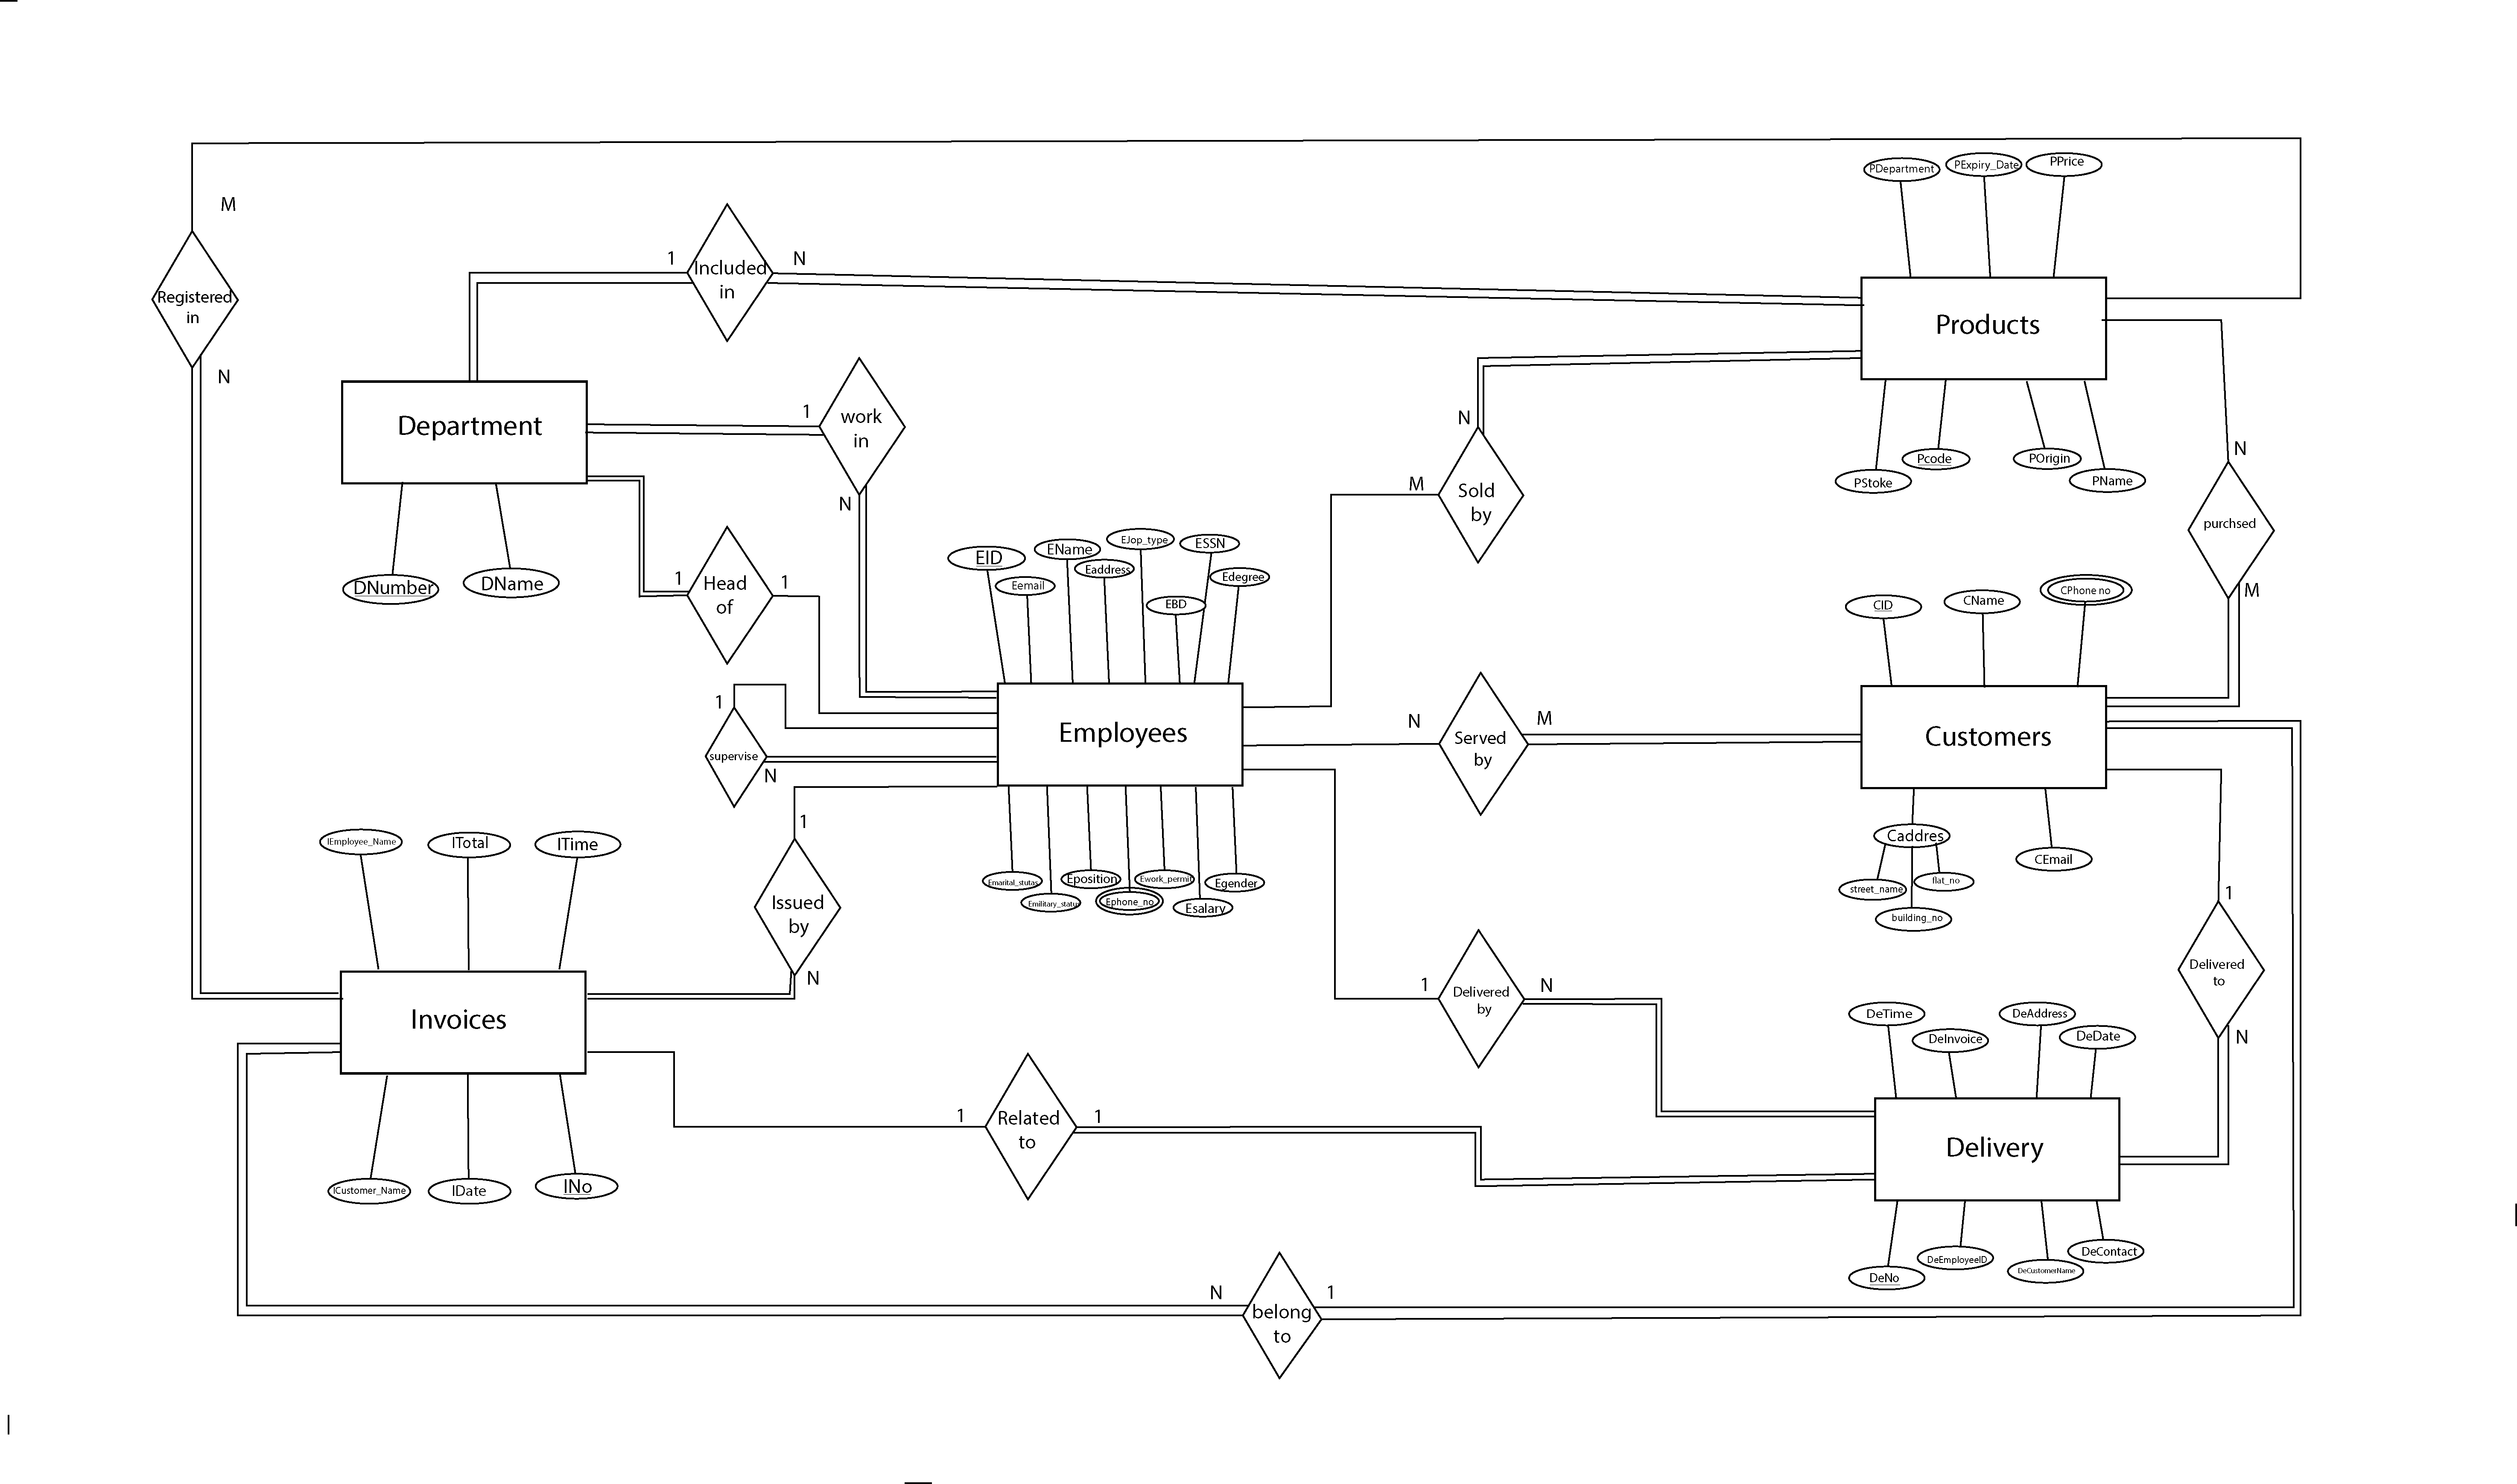 PDepartment
PExpiry_Date
PPrice
M
Included
in
1
N
Registered
in
N
Products
Department
1
work
in
N
N
M
Sold
by
PStoke
Pcode
POrigin
PName
N
purchsed
M
DNumber
DName
1
Head
of
1
EID
Eemail
EName
Eaddress
EJop_type
EBD
ESSN
Edegree
CID
CName
CPhone no
1
supervise
N
Employees
N
Served
by
M
Customers
IEmployee_Name
ITotal
ITime
1
Issued
by
N
Emarital_stutas
Eposition
Ephone_no
Ework_permit
Esalary
Egender
Caddres
street_name
flat_no
building_no
CEmail
1
Delivered
to
N
1
Delivered
by
N
Invoices
DeTime
DeInvoice
DeAddress
DeDate
1
Related
to
1
Delivery
ICustomer_Name
IDate
INo
DeNo
DeEmployeeID
DeCustomerName
DeContact
N
belong
to
1